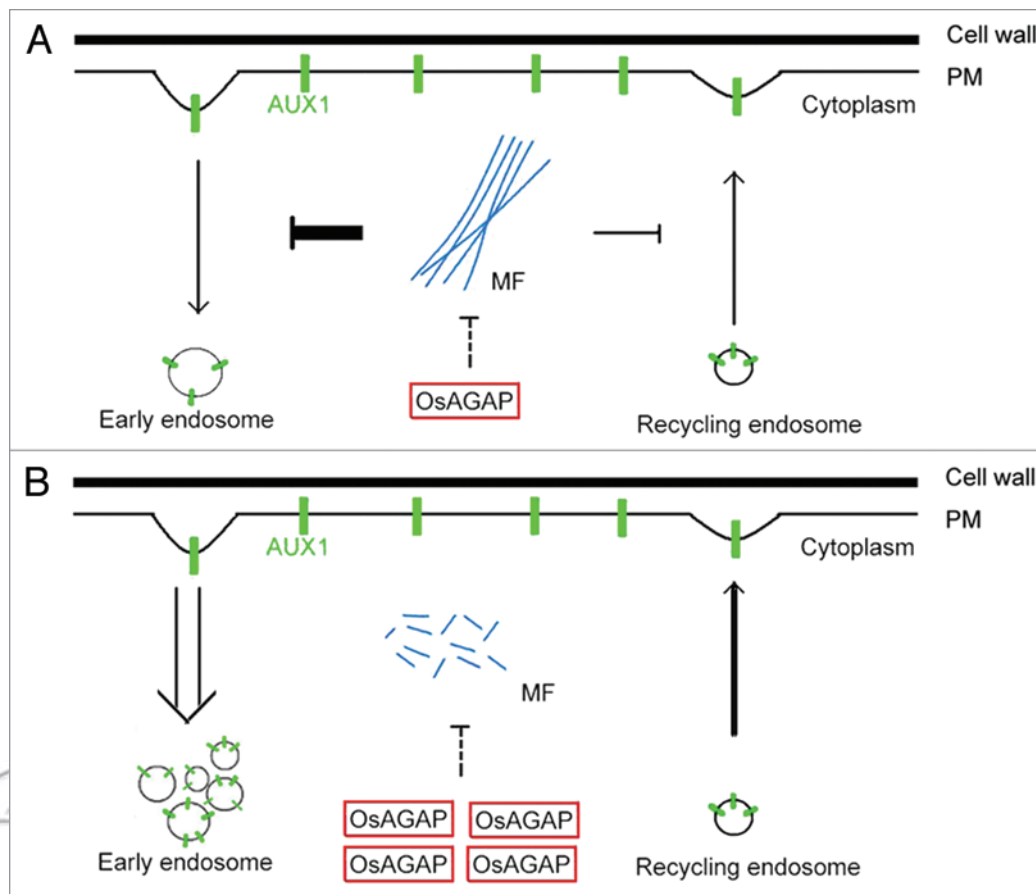 A
Cell wall
PM
AUX1
Cytoplasm
MF
OsAGAP
Early endosome
Recycling endosome
B
Cell wall
PM
AUX1
Cytoplasm
MF
OsAGAP OsAGAP
OsAGAP OsAGAP
Early endosome
Recycling endosome